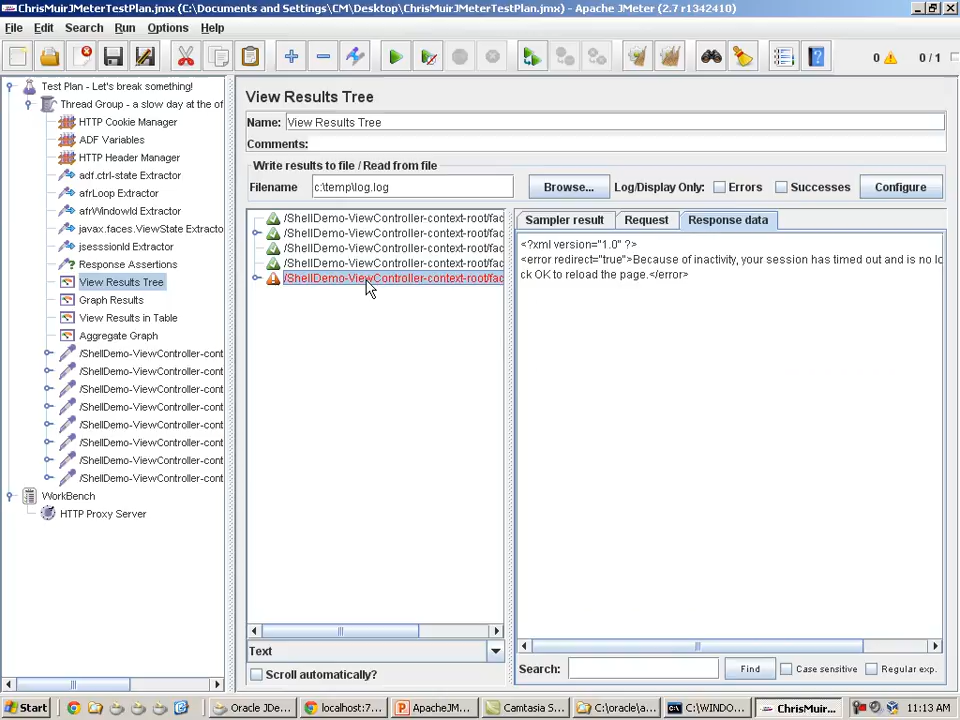 ChrisMuirJMeterTestPlan.jmx (C:\Documents and Settings\CM\Desktop\ChrisMuirJMeterTestPlan.jmx) - Apache JMeter (2.7 r1342410)
File Edit Search Run Options Help
0 0 / 1
Test Plan - Let's break something!
Thread Group - a slow day at the of
HTTP Cookie Manager
ADF Variables
HTTP Header Manager
adf.ctrl-state Extractor
afrLoop Extractor
afrWindowId Extractor
javax.faces.ViewState Extracto
jsesssionId Extractor
Response Assertions
View Results Tree
Graph Results
View Results in Table
Aggregate Graph
/ShellDemo-ViewController-cont
/ShellDemo-ViewController-cont
/ShellDemo-ViewController-cont
/ShellDemo-ViewController-cont
/ShellDemo-ViewController-cont
/ShellDemo-ViewController-cont
/ShellDemo-ViewController-cont
/ShellDemo-ViewController-cont
WorkBench
HTTP Proxy Server
View Results Tree
Name: View Results Tree
Comments:
Write results to file / Read from file
Filename c:\temp\log.log Browse... Log/Display Only: Errors Successes Configure
/ShellDemo-ViewController-context-root/fac
/ShellDemo-ViewController-context-root/fac
/ShellDemo-ViewController-context-root/fac
/ShellDemo-ViewController-context-root/fac
/ShellDemo-ViewController-context-root/fac
Text
Scroll automatically?
Sampler result Request Response data
<?xml version="1.0" ?>
<error redirect="true">Because of inactivity, your session has timed out and is no lo
ck OK to reload the page.</error>
Search: Find Case sensitive Regular exp.
Start Oracle JDe... localhost:7... ApacheJM... Camtasia S... C:\oracle\a... C:\WINDO... ChrisMuirJ... 11:13 AM